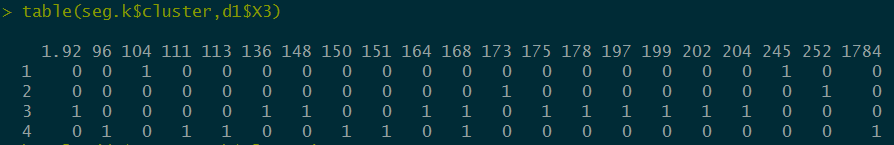 > table(seg.k$cluster,d1$X3)
1.92 96 104 111 113 136 148 150 151 164 168 173 175 178 197 199 202 204 245 252 1784
1 0 0 1 0 0 0 0 0 0 0 0 0 0 0 0 0 0 0 1 0 0
2 0 0 0 0 0 0 0 0 0 0 0 1 0 0 0 0 0 0 0 1 0
3 1 0 0 0 0 1 1 0 0 1 1 0 1 1 1 1 1 1 0 0 0
4 0 1 0 1 1 0 0 1 1 0 1 0 0 0 0 0 0 0 0 0 1